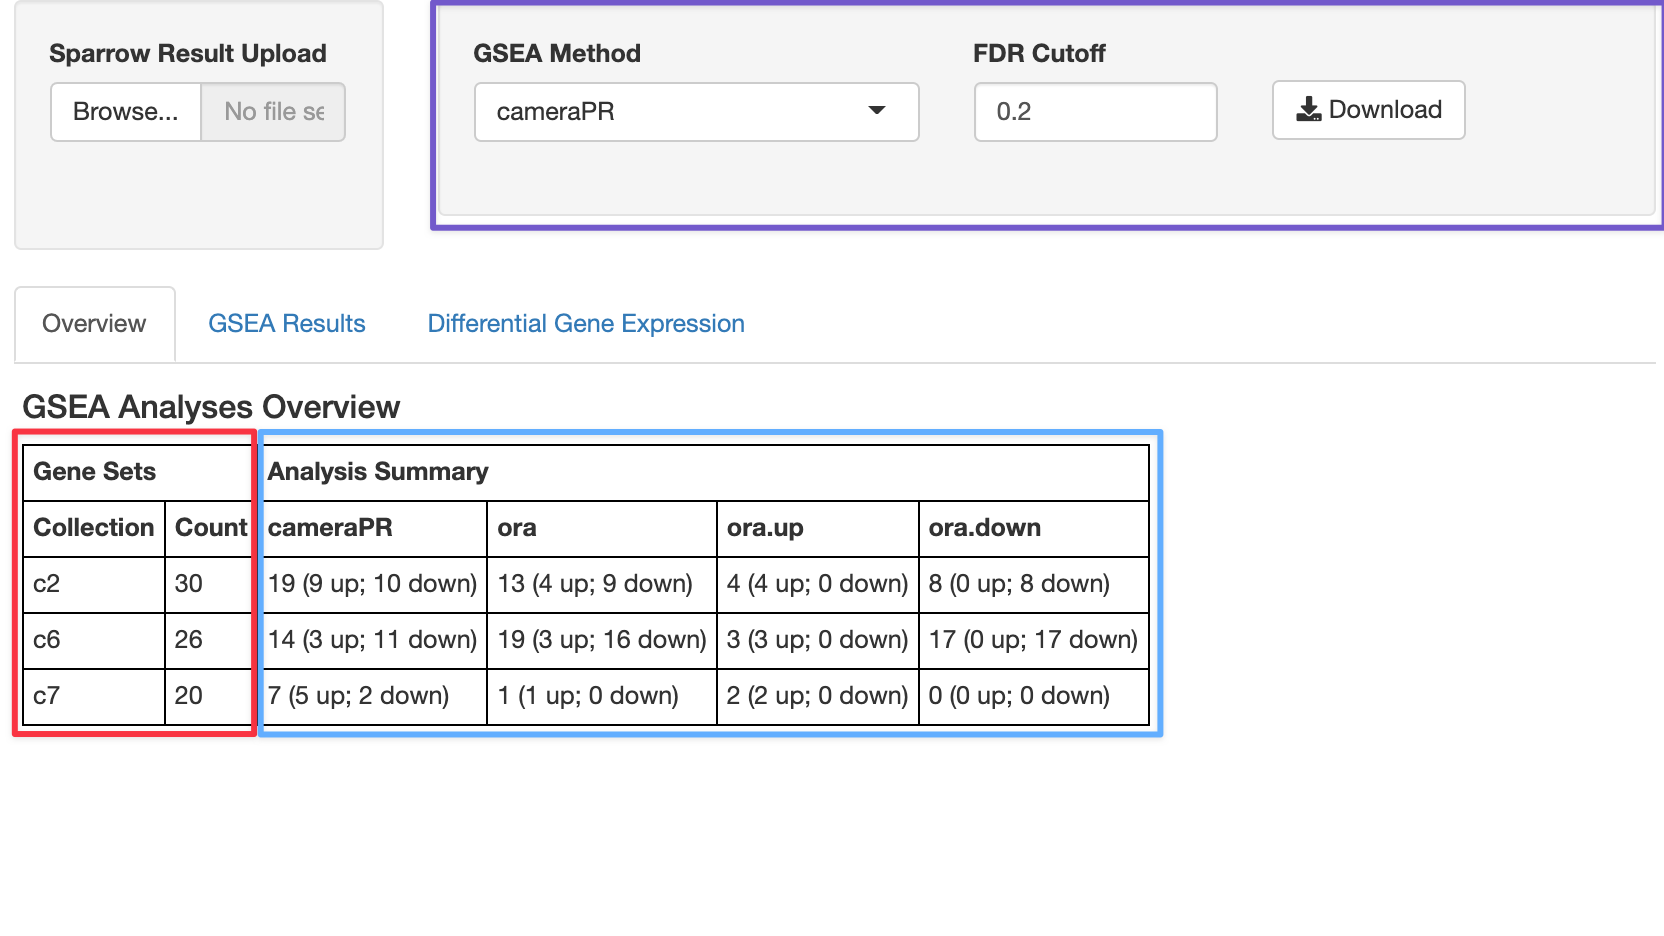 Sparrow Result Upload
Browse... No file se
GSEA Method
cameraPR
FDR Cutoff
0.2
Download
Overview GSEA Results Differential Gene Expression
GSEA Analyses Overview
Gene Sets Analysis Summary
Collection Count cameraPR ora ora.up ora.down
c2 30 19 (9 up; 10 down) 13 (4 up; 9 down) 4 (4 up; 0 down) 8 (0 up; 8 down)
c6 26 14 (3 up; 11 down) 19 (3 up; 16 down) 3 (3 up; 0 down) 17 (0 up; 17 down)
c7 20 7 (5 up; 2 down) 1 (1 up; 0 down) 2 (2 up; 0 down) 0 (0 up; 0 down)